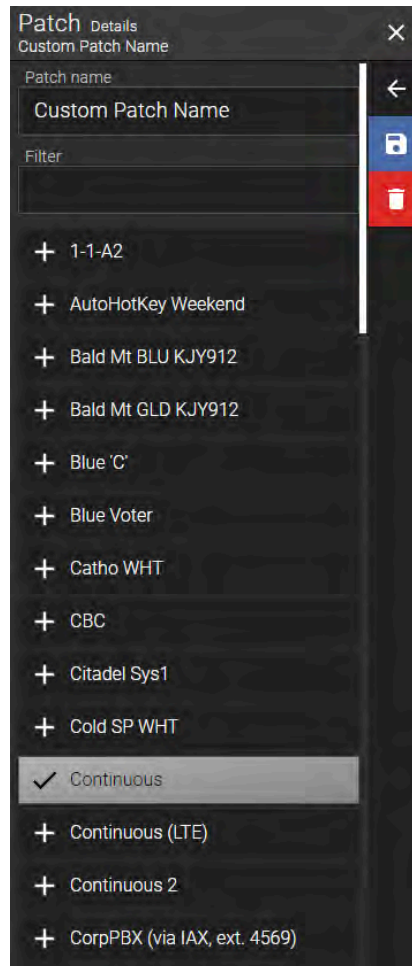 Patch Details
Custom Patch Name
Patch name
Custom Patch Name
Filter
1-1-A2
AutoHotKey Weekend
Bald Mt BLU KJY912
Bald Mt GLD KJY912
Blue 'C'
Blue Voter
Catho WHT
CBC
Citadel Sys1
Cold SP WHT
Continuous
Continuous (LTE)
Continuous 2
CorpPBX (via IAX, ext. 4569)